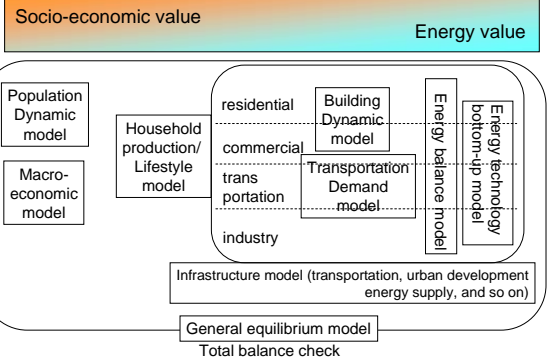 Socio-economic value
Energy value
Population
Dynamic
model
Macro-
economic
model
Household
production/
Lifestyle
model
residential
commercial
trans
portation
industry
Building
Dynamic
model
Transportation
Demand
model
Energy balance model
Energy technology
bottom-up model
Infrastructure model (transportation, urban development
energy supply, and so on)
General equilibrium model
Total balance check